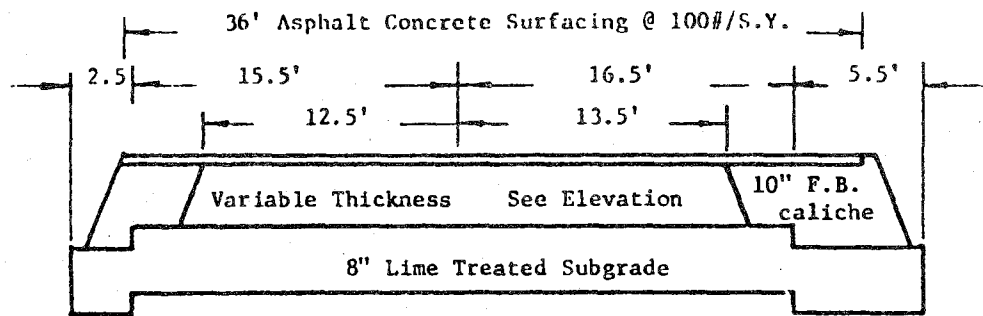 36' Asphalt Concrete Surfacing @ 100#/S.Y.
2.5 15.5' 16.5' 5.5'
12.5' 13.5'
Variable Thickness See Elevation 10" F.B.
caliche
8" Lime Treated Subgrade